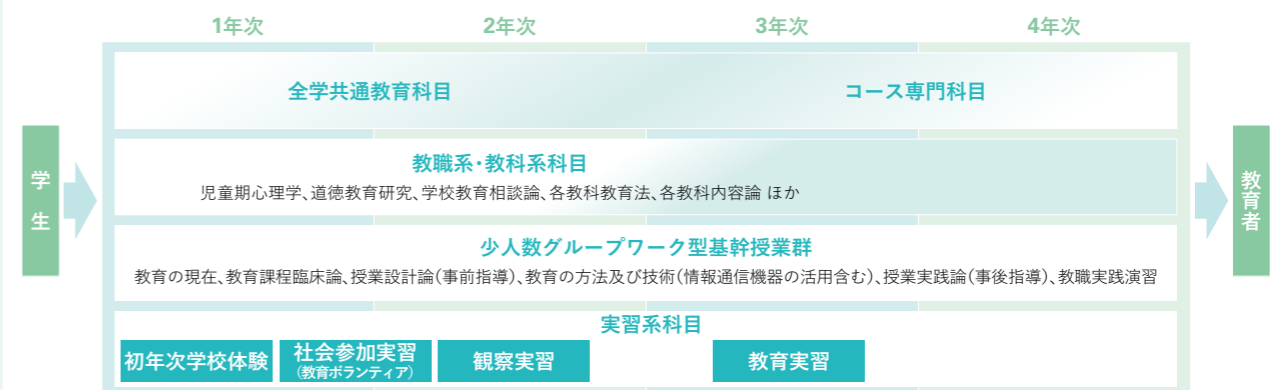 1年次 2年次 3年次 4年次
全学共通教育科目 コース専門科目
教職系・教科系科目
児童期心理学、道徳教育研究、学校教育相談論、各教科教育法、各教科内容論 ほか
学生
教育者
少人数グループワーク型基幹授業群
教育の現在、教育課程臨床論、授業設計論(事前指導)、教育の方法及び技術(情報通信機器の活用含む)、授業実践論(事後指導)、教職実践演習
実習系科目
初年次学校体験
社会参加実習
(教育ボランティア)
観察実習
教育実習